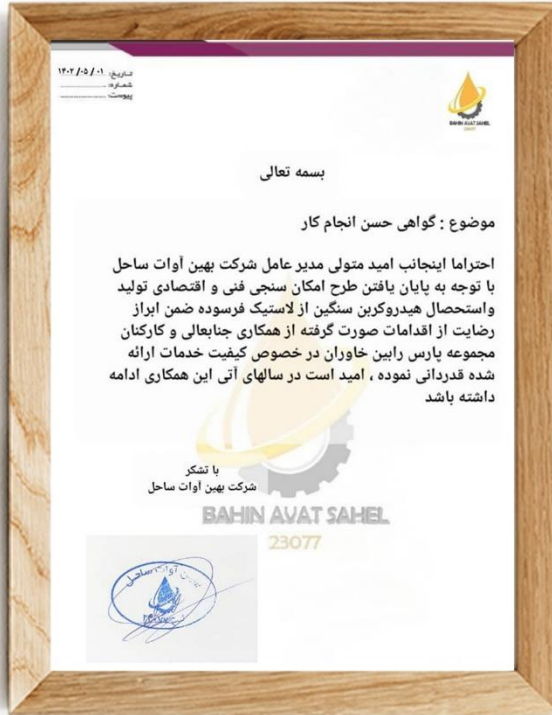 تاریخ: ۱۴۰۲/۰۵/۰۱
شماره:
پیوست:
BAHIN AVAT SAHEL
23077
بسمه تعالی
موضوع : گواهی حسن انجام کار
احتراما اینجانب امید متولی مدیر عامل شرکت بهین آوات ساحل
با توجه به پایان یافتن طرح امکان سنجی فنی و اقتصادی تولید
واستحصال هیدروکربن سنگین از لاستیک فرسوده ضمن ابراز
رضایت از اقدامات صورت گرفته از همکاری جنابعالی و کارکنان
مجموعه پارس رابین خاوران در خصوص کیفیت خدمات ارائه
شده قدردانی نموده ، امید است در سالهای آتی این همکاری ادامه
داشته باشد
با تشکر
شرکت بهین آوات ساحل
BAHIN AVAT SAHEL
23077
بهین آوات ساحل